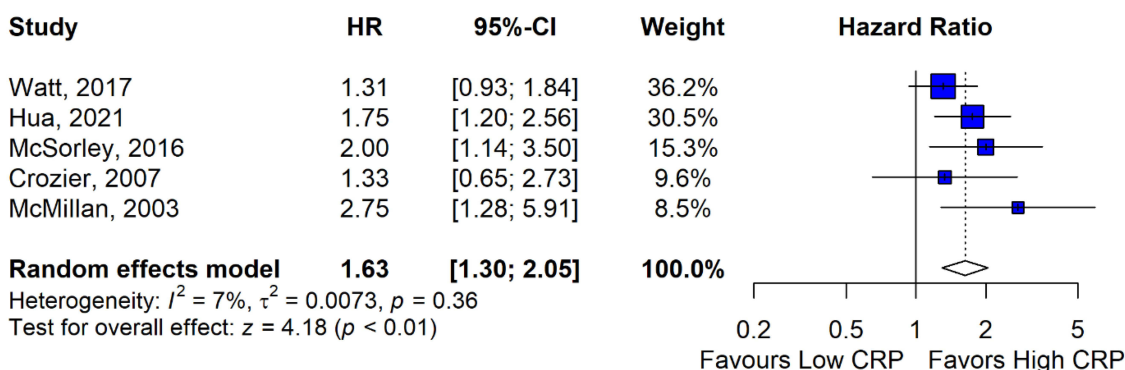 Study HR 95%-CI Weight Hazard Ratio
Watt, 2017 1.31 [0.93; 1.84] 36.2%
Hua, 2021 1.75 [1.20; 2.56] 30.5%
McSorley, 2016 2.00 [1.14; 3.50] 15.3%
Crozier, 2007 1.33 [0.65; 2.73] 9.6%
McMillan, 2003 2.75 [1.28; 5.91] 8.5%
Random effects model 1.63 [1.30; 2.05] 100.0%
Heterogeneity: I² = 7%, τ² = 0.0073, p = 0.36
Test for overall effect: z = 4.18 (p < 0.01)
0.2 0.5 1 2 5
Favours Low CRP Favors High CRP